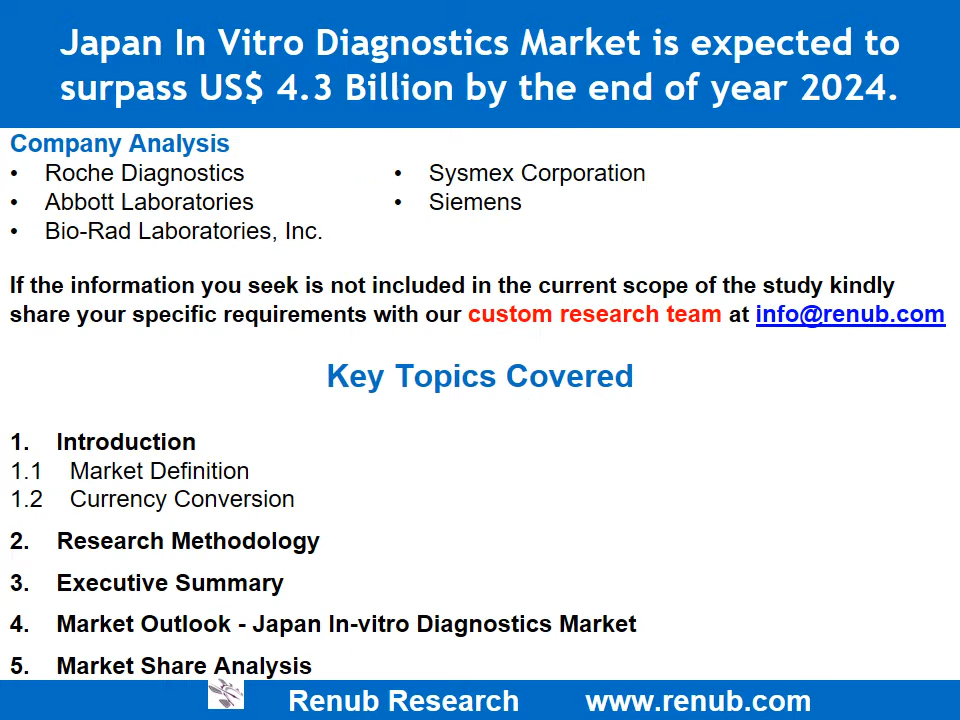 Japan In Vitro Diagnostics Market is expected to
surpass US$ 4.3 Billion by the end of year 2024.
Company Analysis
• Roche Diagnostics
• Abbott Laboratories
• Bio-Rad Laboratories, Inc.
• Sysmex Corporation
• Siemens
If the information you seek is not included in the current scope of the study kindly
share your specific requirements with our custom research team at info@renub.com
Key Topics Covered
1. Introduction
1.1 Market Definition
1.2 Currency Conversion
2. Research Methodology
3. Executive Summary
4. Market Outlook - Japan In-vitro Diagnostics Market
5. Market Share Analysis
Renub Research www.renub.com